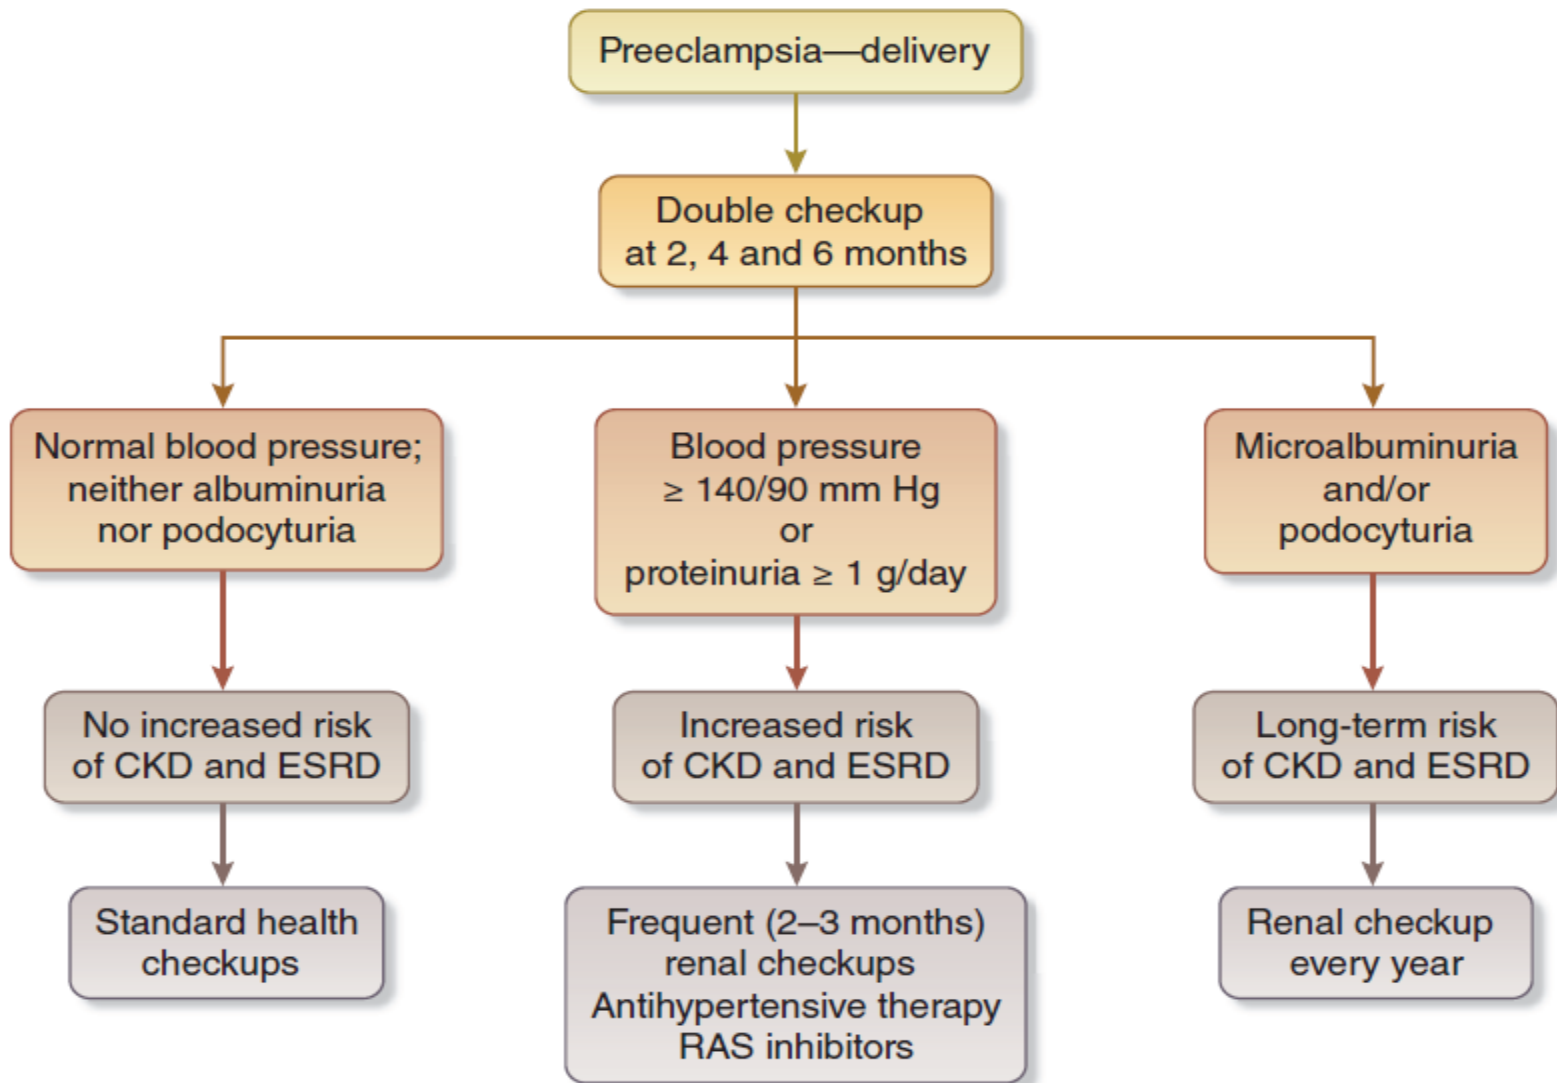 Preeclampsia—delivery
Double checkup
at 2, 4 and 6 months
Normal blood pressure;
neither albuminuria
nor podocyturia
Blood pressure
≥ 140/90 mm Hg
or
proteinuria ≥ 1 g/day
Microalbuminuria
and/or
podocyturia
No increased risk
of CKD and ESRD
Increased risk
of CKD and ESRD
Long-term risk
of CKD and ESRD
Standard health
checkups
Frequent (2–3 months)
renal checkups
Antihypertensive therapy
RAS inhibitors
Renal checkup
every year